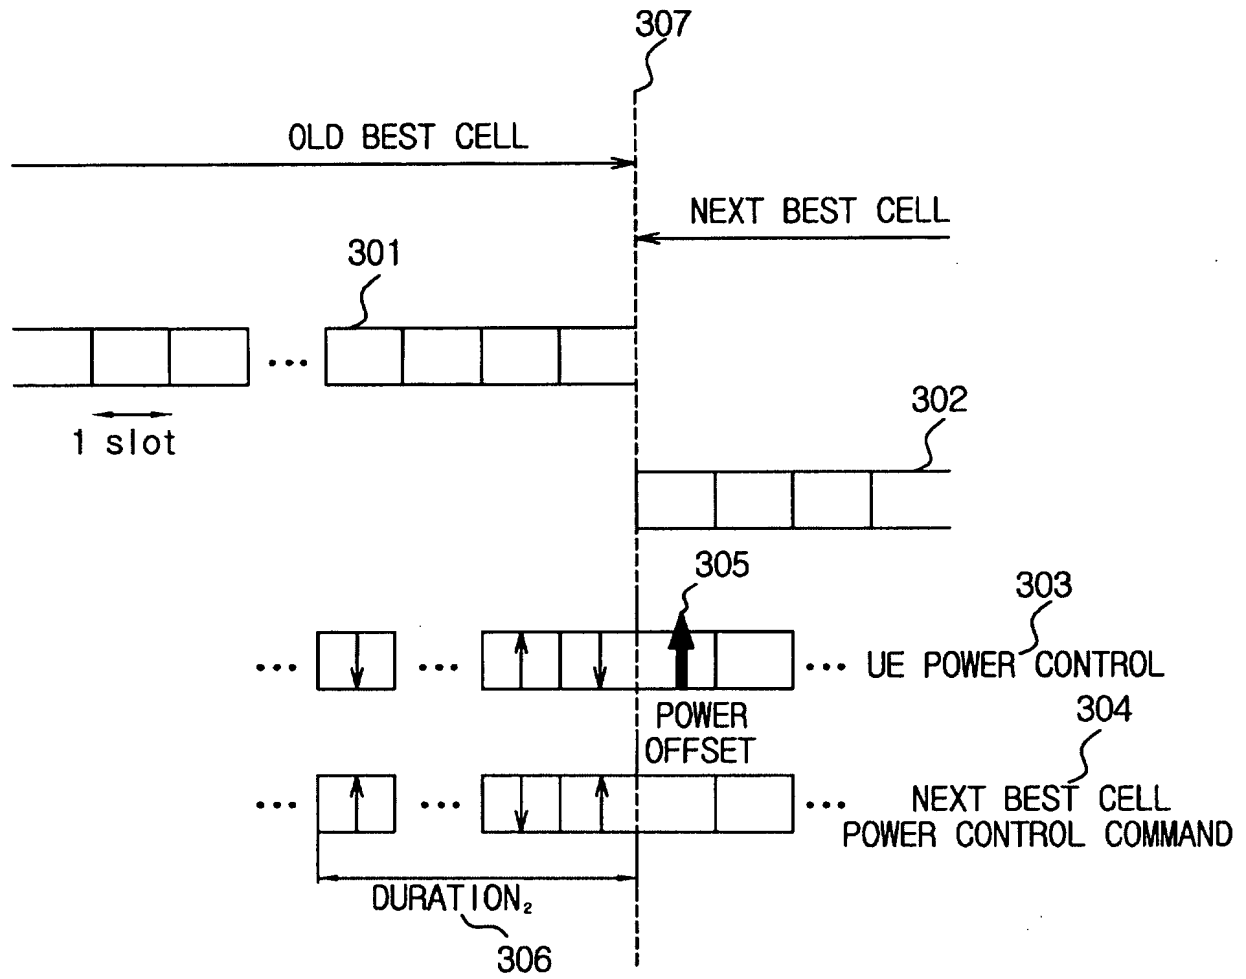 307
OLD BEST CELL
NEXT BEST CELL
301
...
1 slot
302
305
303
... ... ... UE POWER CONTROL
POWER
OFFSET
304
... ... ... NEXT BEST CELL
POWER CONTROL COMMAND
DURATION₂
306